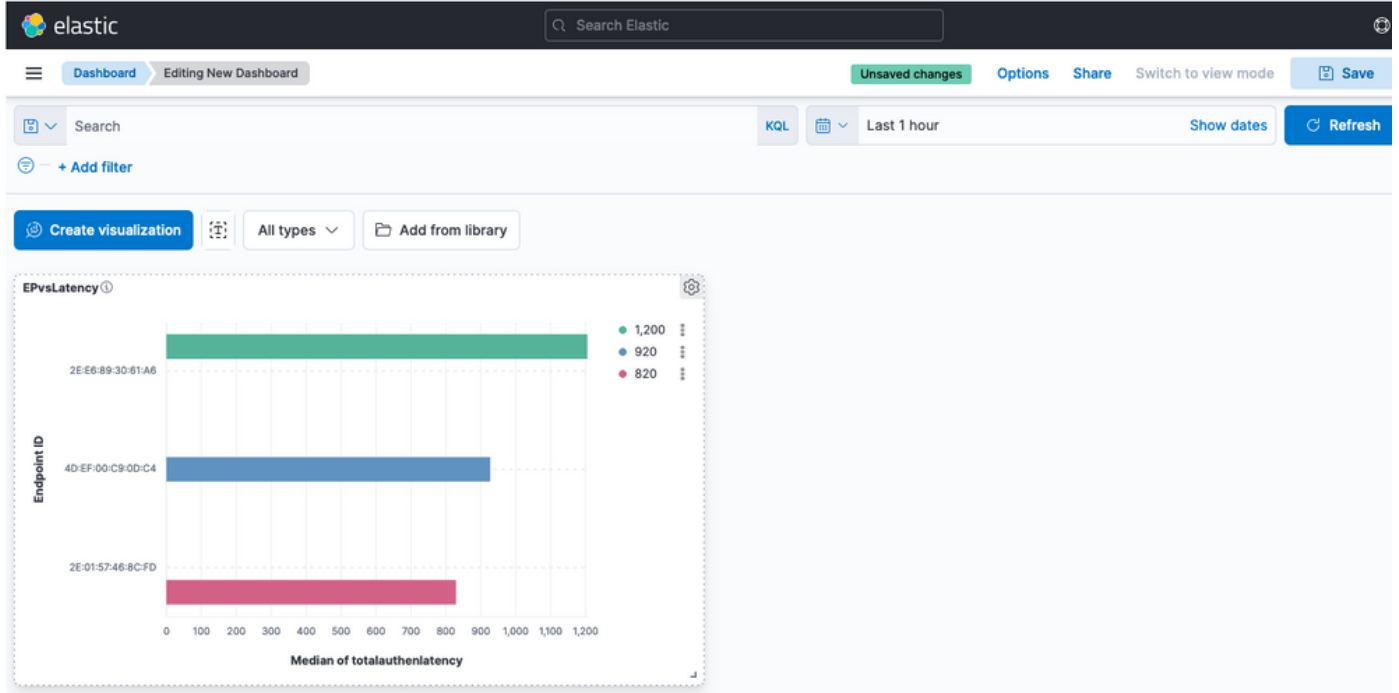 elastic
Search Elastic
Dashboard
Editing New Dashboard
Unsaved changes
Options
Share
Switch to view mode
Save
Search
KQL
Last 1 hour
Show dates
Refresh
+ Add filter
Create visualization
All types
Add from library
EPvsLatency
1,200
920
820
2E:E6:89:30:61:A6
4D:EF:00:C9:0D:C4
2E:01:57:46:8C:FD
Endpoint ID
0 100 200 300 400 500 600 700 800 900 1,000 1,100 1,200
Median of totalauthenlatency